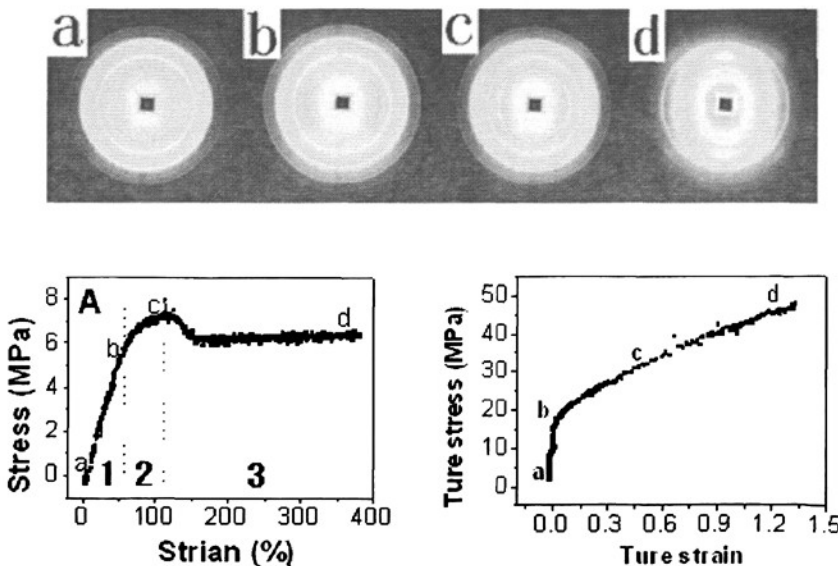 a b c d
A
Stress (MPa)
8
6
4
2
0
a b c d
1 2 3
0 100 200 300 400
Strian (%)
Ture stress (MPa)
50
40
30
20
10
0
a b c d
0.0 0.3 0.6 0.9 1.2 1.5
Ture strain